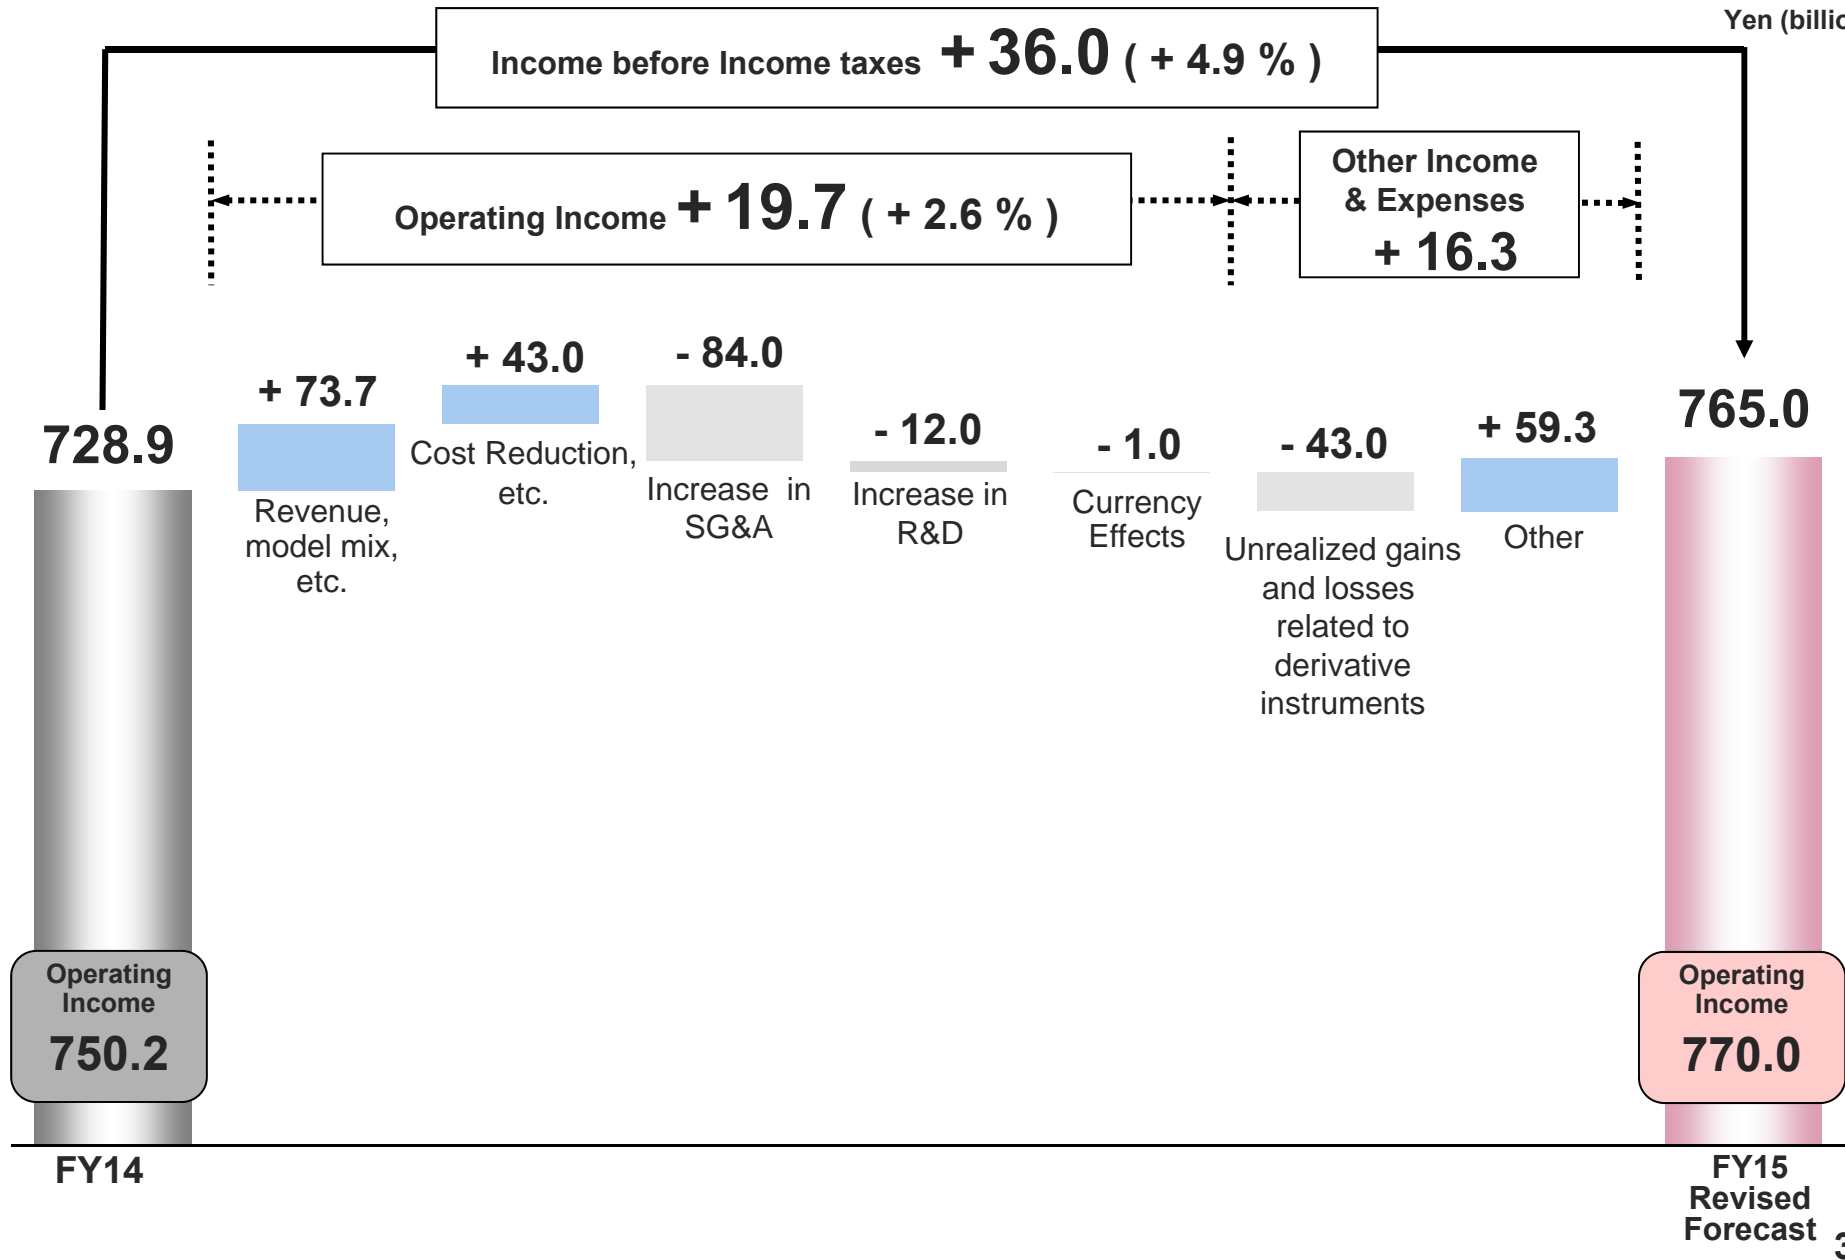 Yen (billio
Income before Income taxes + 36.0 ( + 4.9 % )
Operating Income + 19.7 ( + 2.6 % )
Other Income
& Expenses
+ 16.3
728.9
+ 73.7
Revenue,
model mix,
etc.
+ 43.0
Cost Reduction,
etc.
- 84.0
Increase in
SG&A
- 12.0
Increase in
R&D
- 1.0
Currency
Effects
- 43.0
Unrealized gains
and losses
related to
derivative
instruments
+ 59.3
Other
765.0
Operating
Income
750.2
Operating
Income
770.0
FY14
FY15
Revised
Forecast